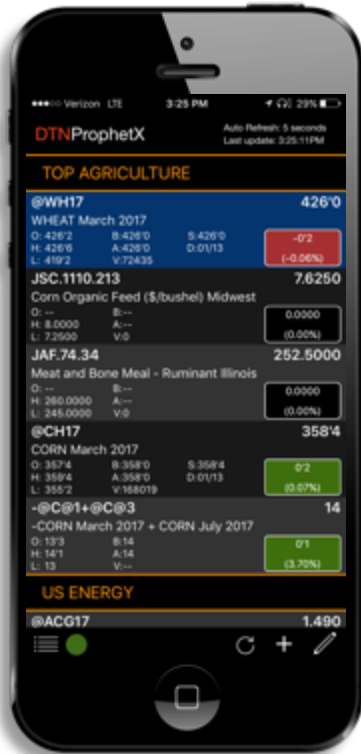 Verizon LTE 3:25 PM 29%
DTNProphetX
Auto Refresh: 5 seconds
Last update: 3:25:11PM
TOP AGRICULTURE
@WH17 426'0
WHEAT March 2017
O: 426'2 B:426'0 S:426'0
H: 426'6 A:426'0 D:01/13
L: 419'2 V:72435
-0'2
(-0.06%)
JSC.1110.213 7.6250
Corn Organic Feed ($/bushel) Midwest
O: -- B:--
H: 8.0000 A:--
L: 7.2500 V:0
0.0000
(0.00%)
JAF.74.34 252.5000
Meat and Bone Meal - Ruminant Illinois
O: -- B:--
H: 260.0000 A:--
L: 245.0000 V:0
0.0000
(0.00%)
@CH17 358'4
CORN March 2017
O: 357'4 B:358'0 S:358'4
H: 359'4 A:358'0 D:01/13
L: 355'2 V:168019
0'2
(0.07%)
-@C@1+@C@3 14
-CORN March 2017 + CORN July 2017
O: 13'3 B:14
H: 14'1 A:14
L: 13 V:--
0'1
(3.70%)
US ENERGY
@ACG17 1.490